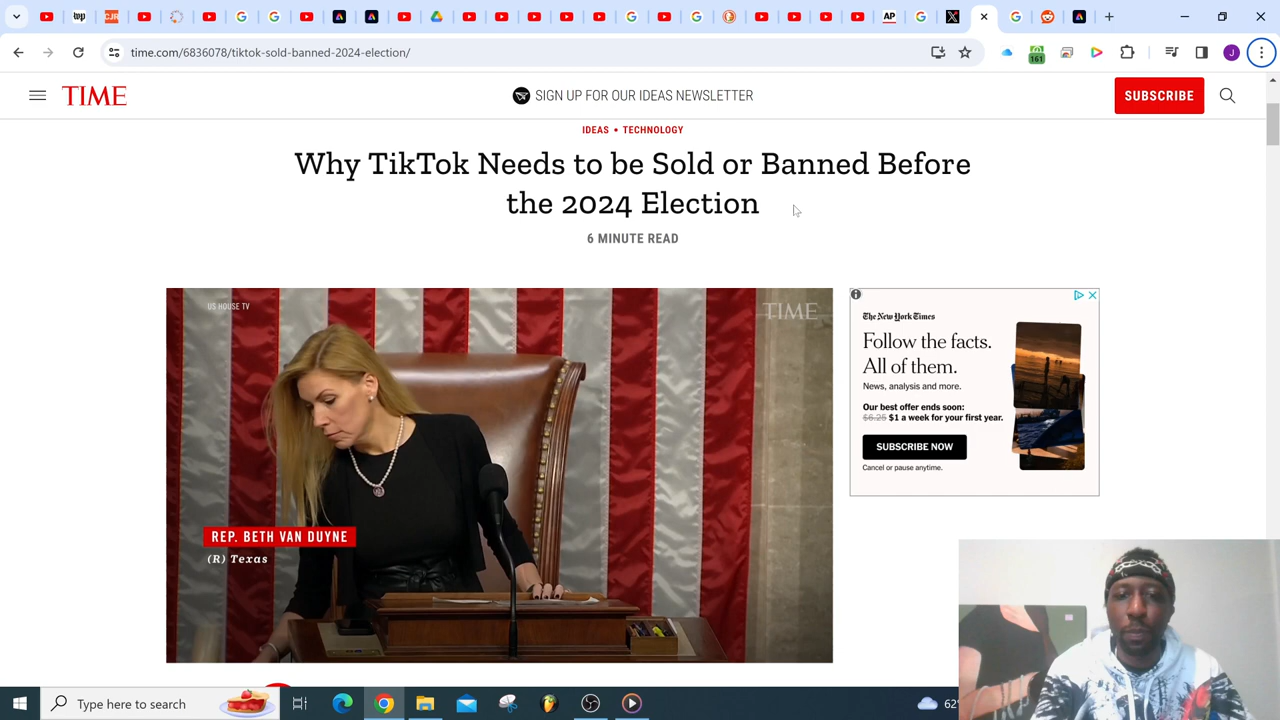 161
J
time.com/6836078/tiktok-sold-banned-2024-election/
TIME
SIGN UP FOR OUR IDEAS NEWSLETTER
SUBSCRIBE
IDEAS • TECHNOLOGY
Why TikTok Needs to be Sold or Banned Before
the 2024 Election
6 MINUTE READ
US HOUSE TV
TIME
REP. BETH VAN DUYNE
(R) Texas
The New York Times
Follow the facts.
All of them.
News, analysis and more.
Our best offer ends soon:
$6.25 $1 a week for your first year.
SUBSCRIBE NOW
Cancel or pause anytime.
Type here to search
62°